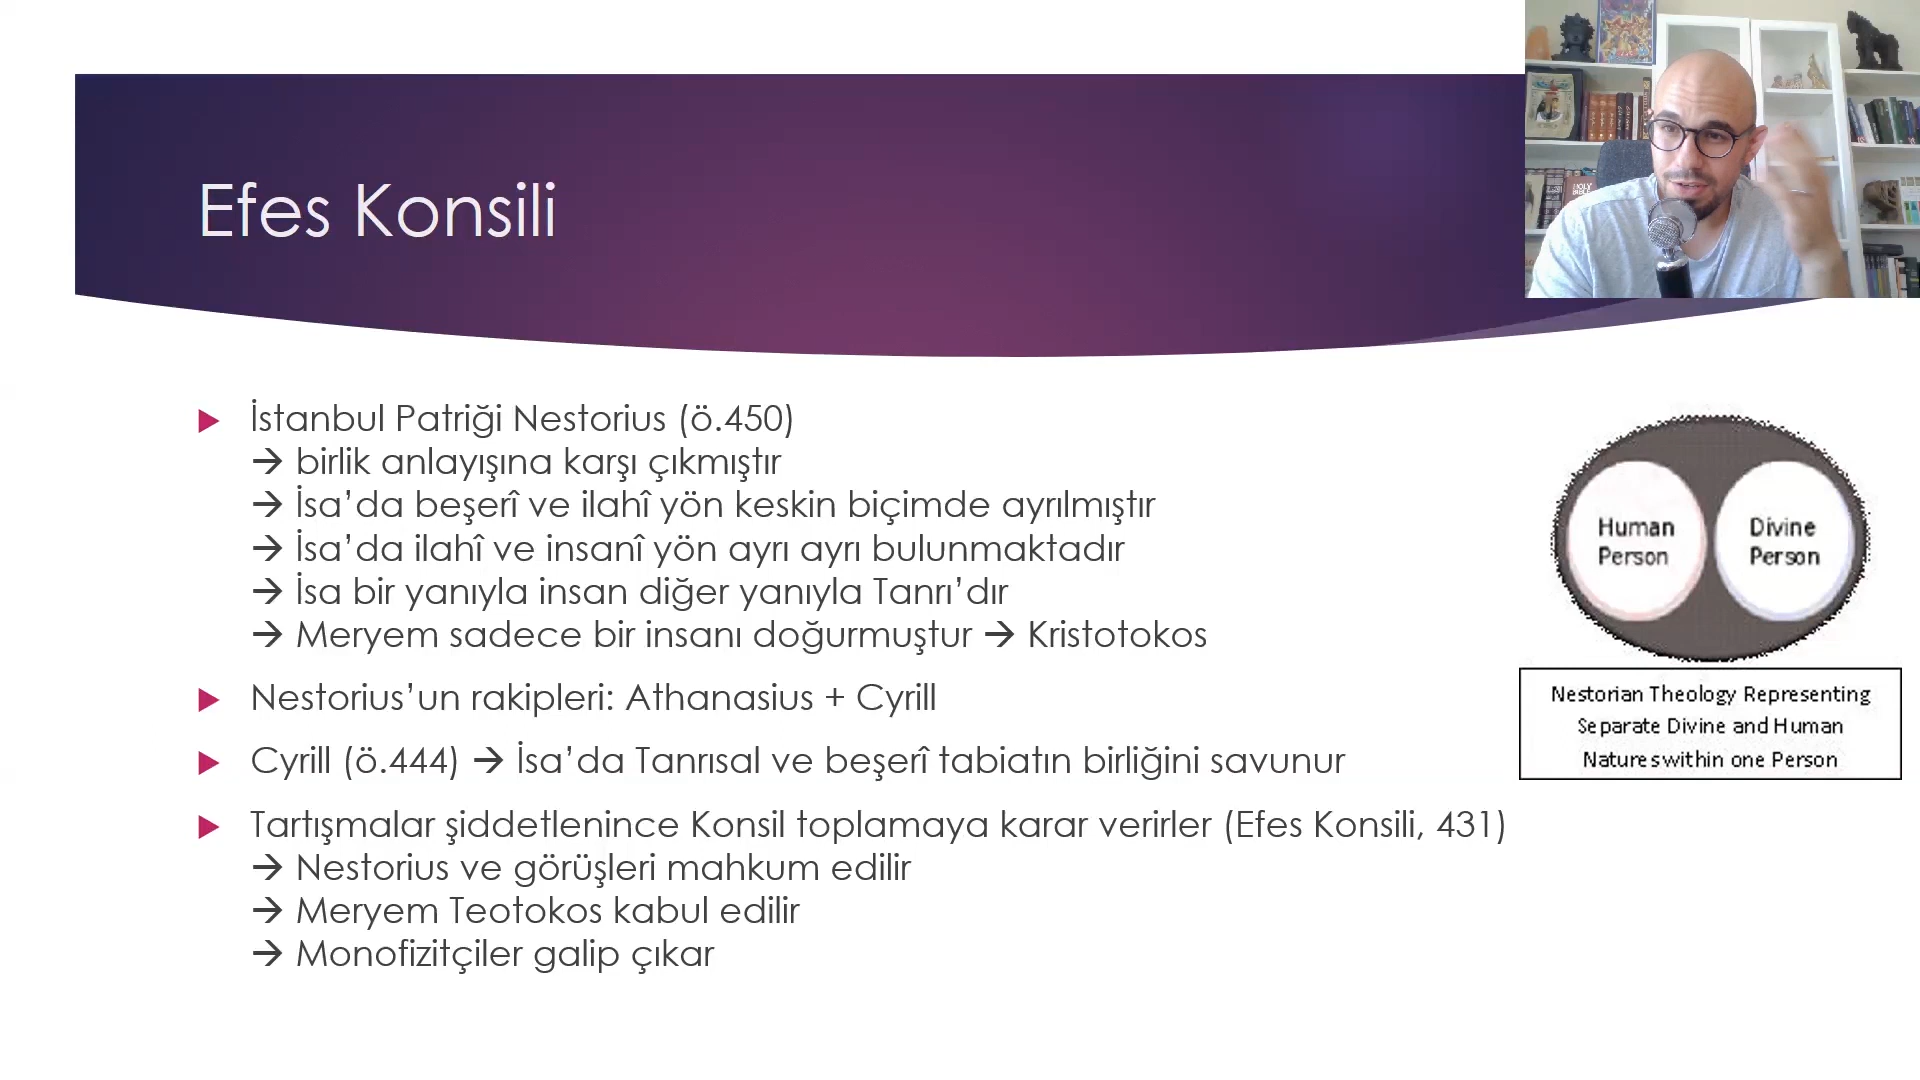 Efes Konsili
İstanbul Patriği Nestorius (ö.450)
→ birlik anlayışına karşı çıkmıştır
→ İsa’da beşerî ve ilahî yön keskin biçimde ayrılmıştır
→ İsa’da ilahî ve insanî yön ayrı ayrı bulunmaktadır
→ İsa bir yanıyla insan diğer yanıyla Tanrı’dır
→ Meryem sadece bir insanı doğurmuştur → Kristotokos
Nestorius’un rakipleri: Athanasius + Cyrill
Cyrill (ö.444) → İsa’da Tanrısal ve beşerî tabiatın birliğini savunur
Tartışmalar şiddetlenince Konsil toplamaya karar verirler (Efes Konsili, 431)
→ Nestorius ve görüşleri mahkum edilir
→ Meryem Teotokos kabul edilir
→ Monofizitçiler galip çıkar
Human
Person
Divine
Person
Nestorian Theology Representing
Separate Divine and Human
Natures within one Person
HOLY
BIBLE